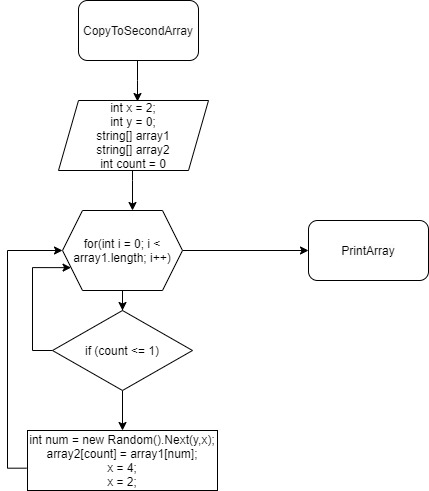 CopyToSecondArray
int x = 2;
int y = 0;
string[] array1
string[] array2
int count = 0
for(int i = 0; i <
array1.length; i++)
PrintArray
if (count <= 1)
int num = new Random().Next(y,x);
array2[count] = array1[num];
x = 4;
x = 2;